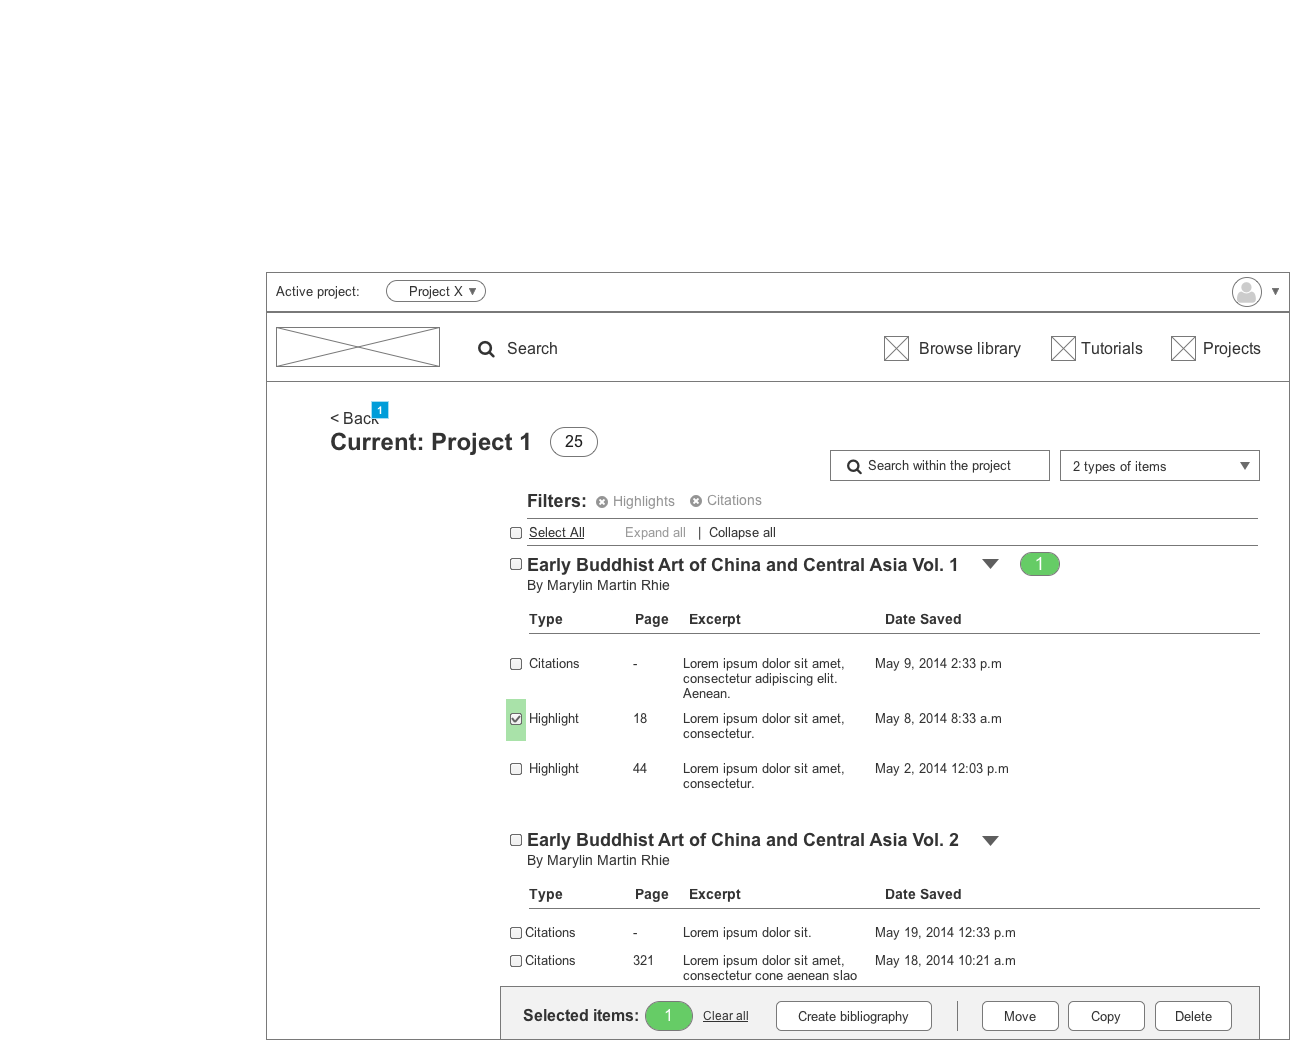 Active project: Project X
Search Browse library Tutorials Projects
< Back 1
Current: Project 1 25
Search within the project 2 types of items
Filters: Highlights Citations
Select All Expand all | Collapse all
Early Buddhist Art of China and Central Asia Vol. 1 1
By Marylin Martin Rhie
Type Page Excerpt Date Saved
Citations - Lorem ipsum dolor sit amet, May 9, 2014 2:33 p.m
consectetur adipiscing elit.
Aenean.
Highlight 18 Lorem ipsum dolor sit amet, May 8, 2014 8:33 a.m
consectetur.
Highlight 44 Lorem ipsum dolor sit amet, May 2, 2014 12:03 p.m
consectetur.
Early Buddhist Art of China and Central Asia Vol. 2
By Marylin Martin Rhie
Type Page Excerpt Date Saved
Citations - Lorem ipsum dolor sit. May 19, 2014 12:33 p.m
Citations 321 Lorem ipsum dolor sit amet, May 18, 2014 10:21 a.m
consectetur cone aenean slao
Selected items: 1 Clear all Create bibliography Move Copy Delete